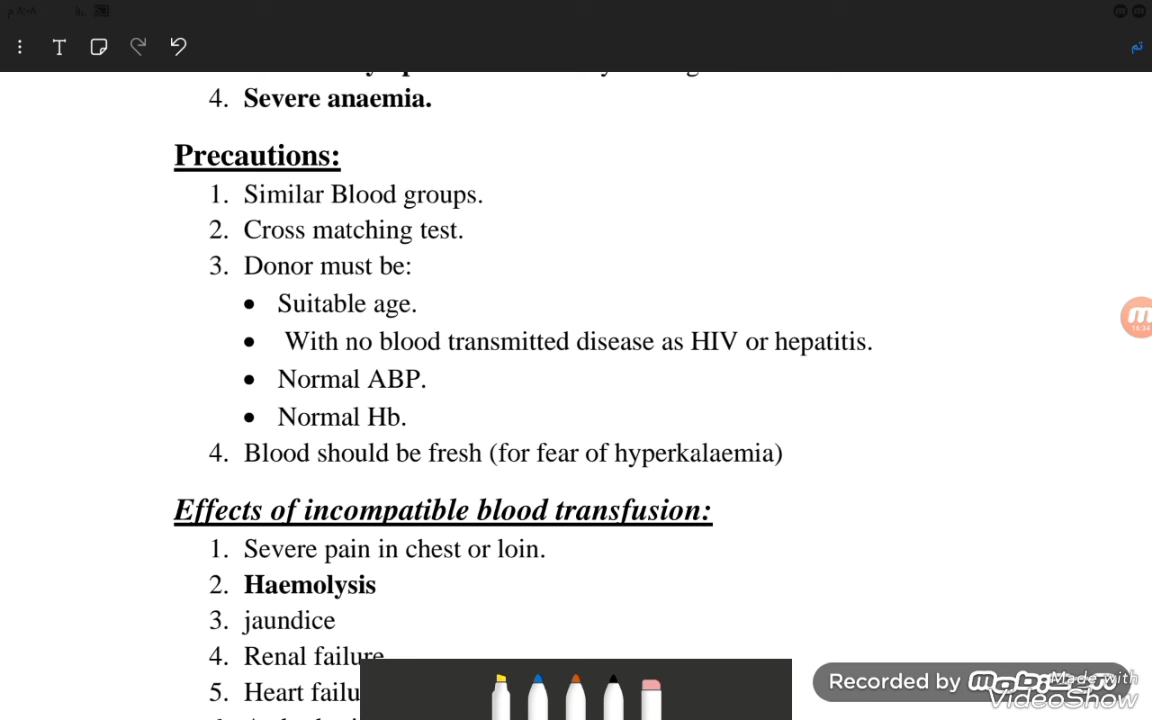 4. Severe anaemia.
Precautions:
1. Similar Blood groups.
2. Cross matching test.
3. Donor must be:
• Suitable age.
• With no blood transmitted disease as HIV or hepatitis.
• Normal ABP.
• Normal Hb.
4. Blood should be fresh (for fear of hyperkalaemia)
Effects of incompatible blood transfusion:
1. Severe pain in chest or loin.
2. Haemolysis
3. jaundice
4. Renal failure
5. Heart failu
تم
16:34
Recorded by
Made with
VideoShow